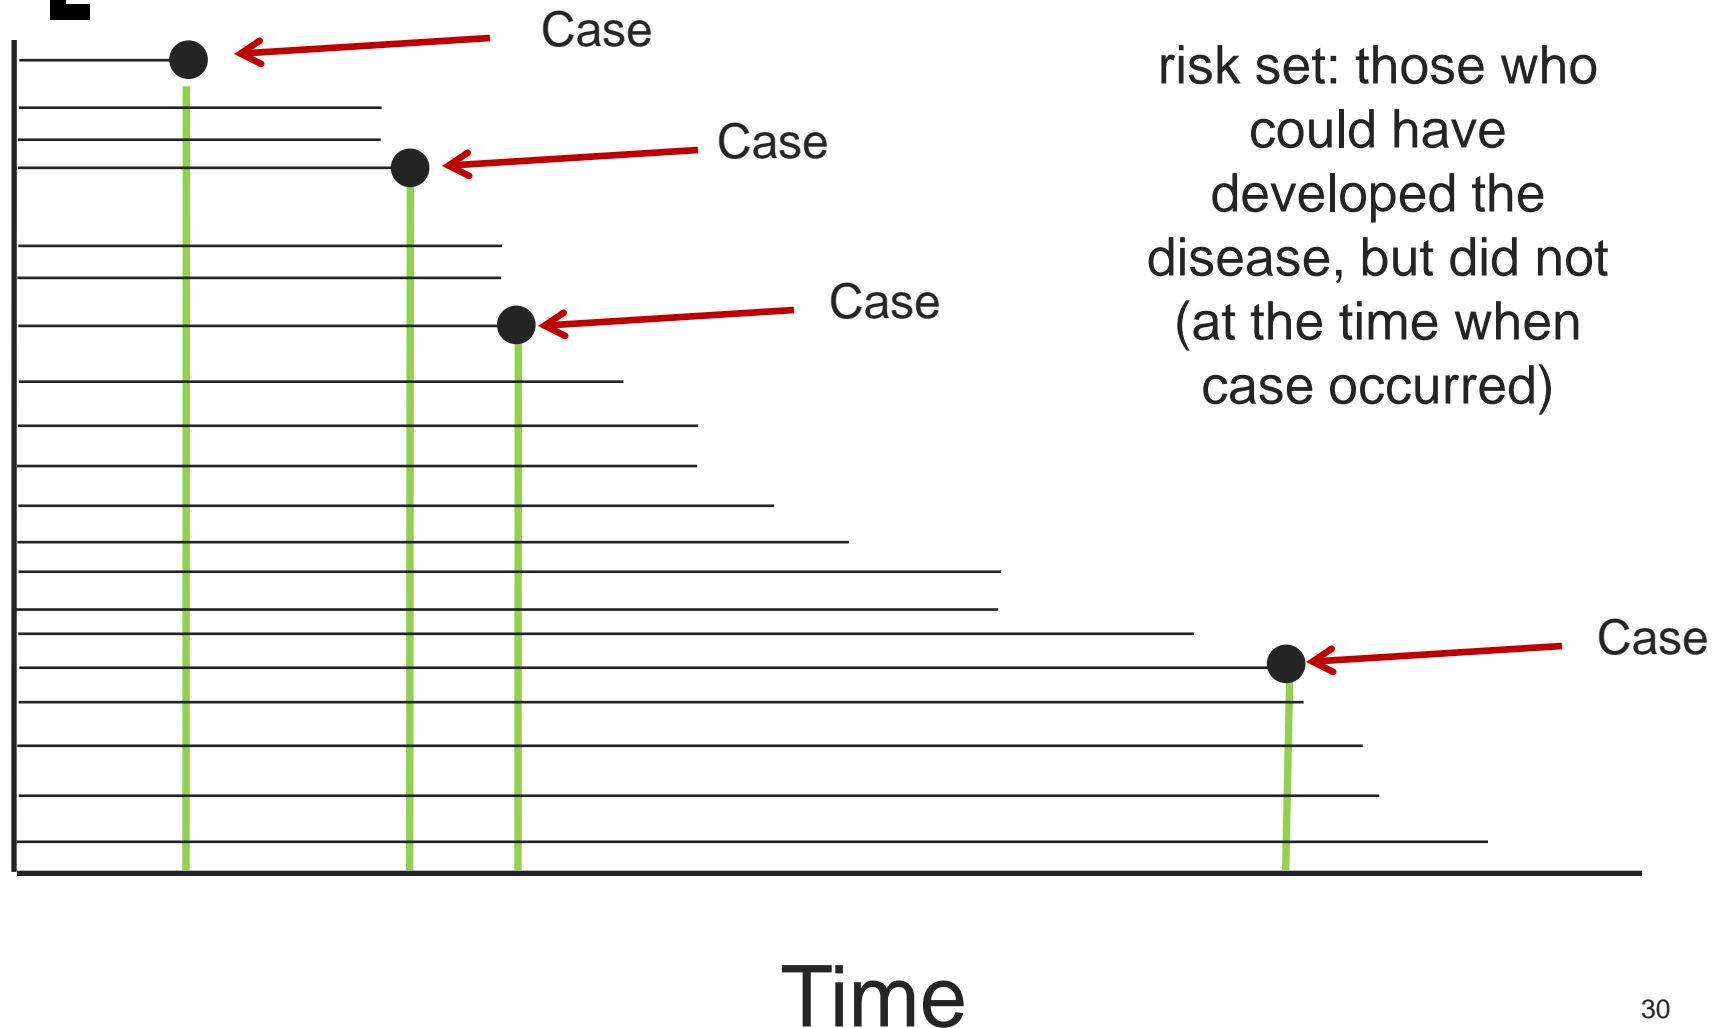 Case
risk set: those who
could have
developed the
disease, but did not
(at the time when
case occurred)
Case
Case
Case
Time
30